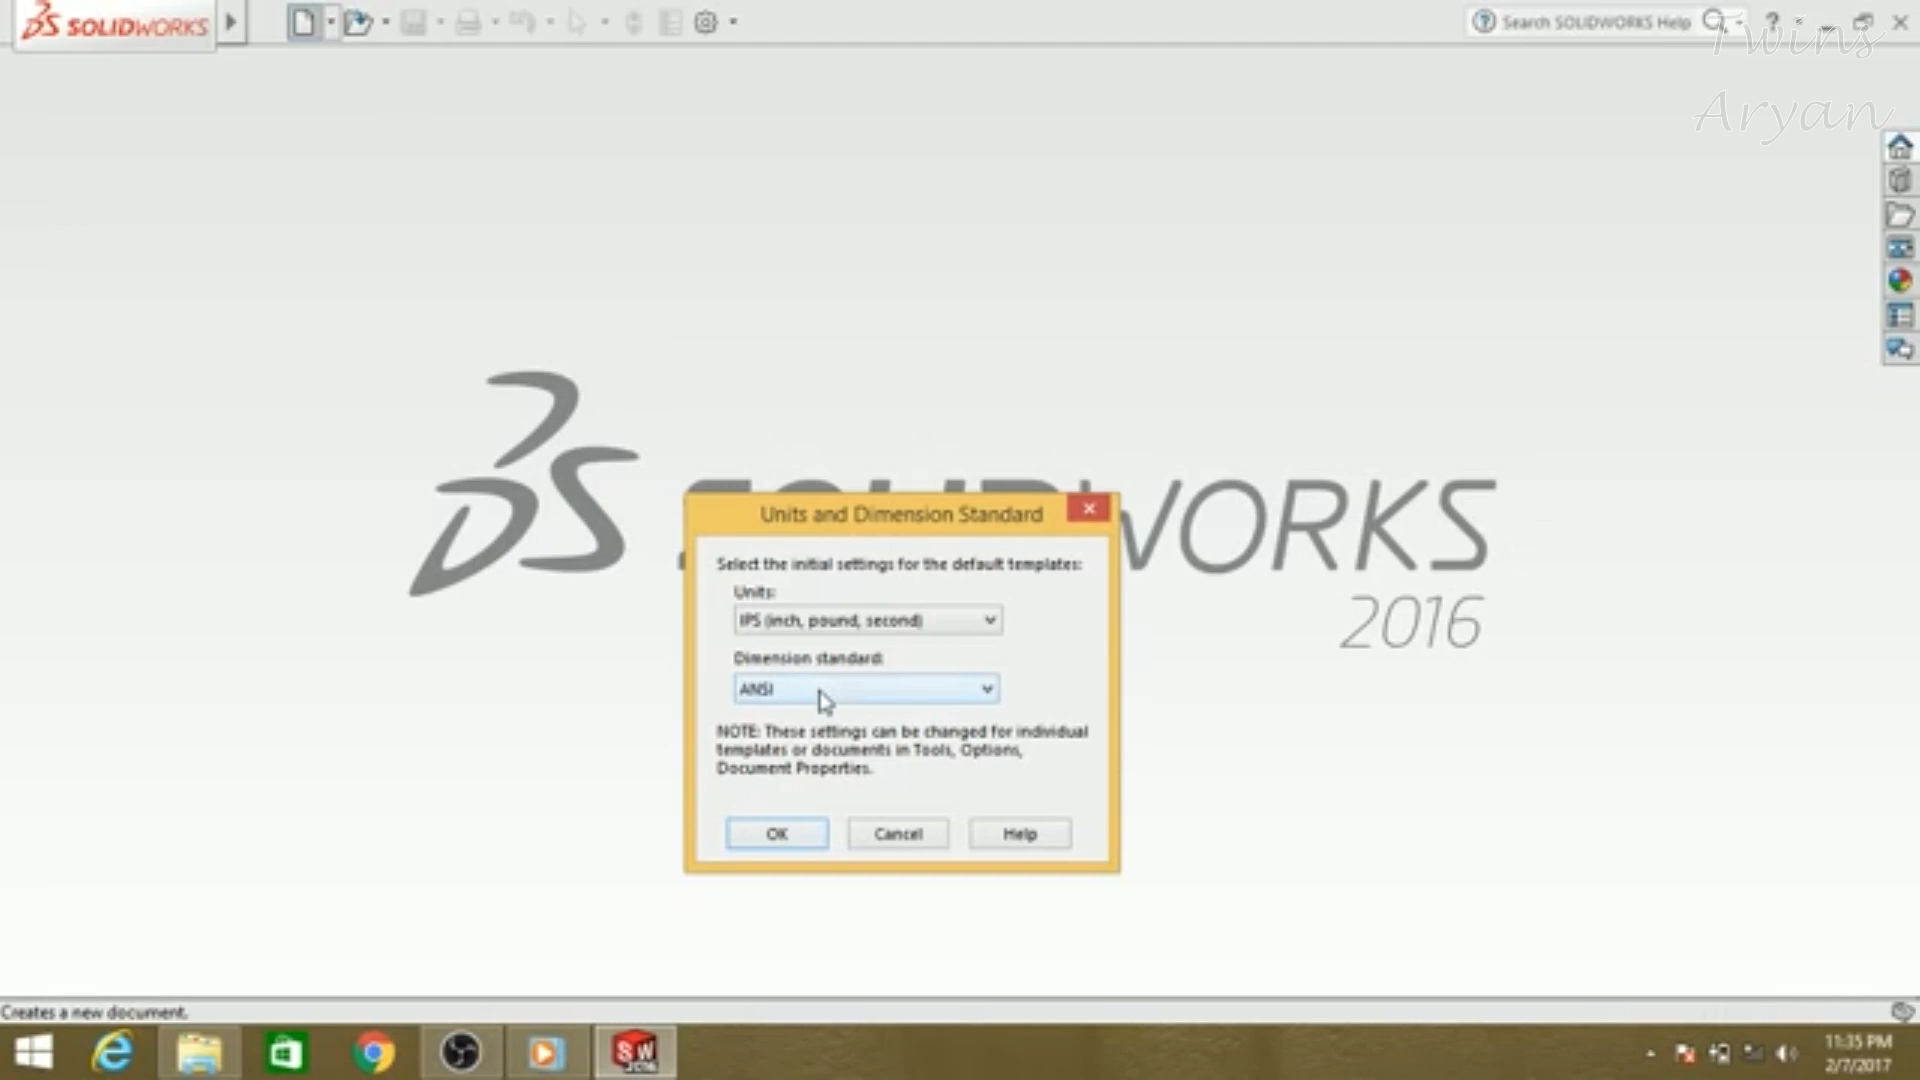 SOLIDWORKS
Search SOLIDWORKS Help
Twins
Aryan
WORKS
2016
Units and Dimension Standard
Select the initial settings for the default templates:
Units:
IPS (inch, pound, second)
Dimension standard:
ANSI
NOTE: These settings can be changed for individual
templates or documents in Tools, Options,
Document Properties.
OK
Cancel
Help
Creates a new document.
SW
2016
11:35 PM
2/7/2017